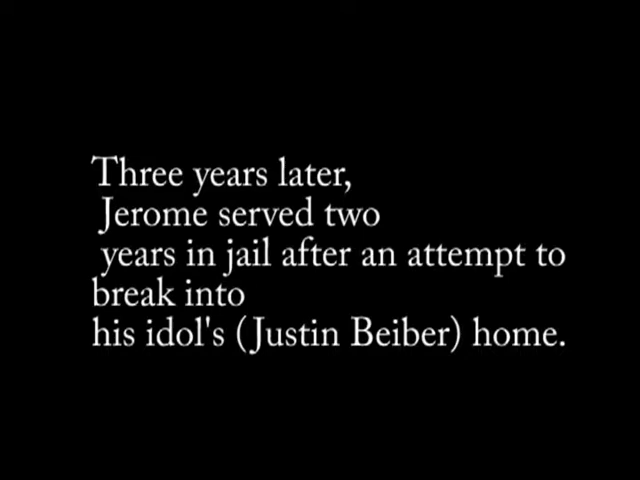 Three years later,
Jerome served two
years in jail after an attempt to
break into
his idol's (Justin Beiber) home.